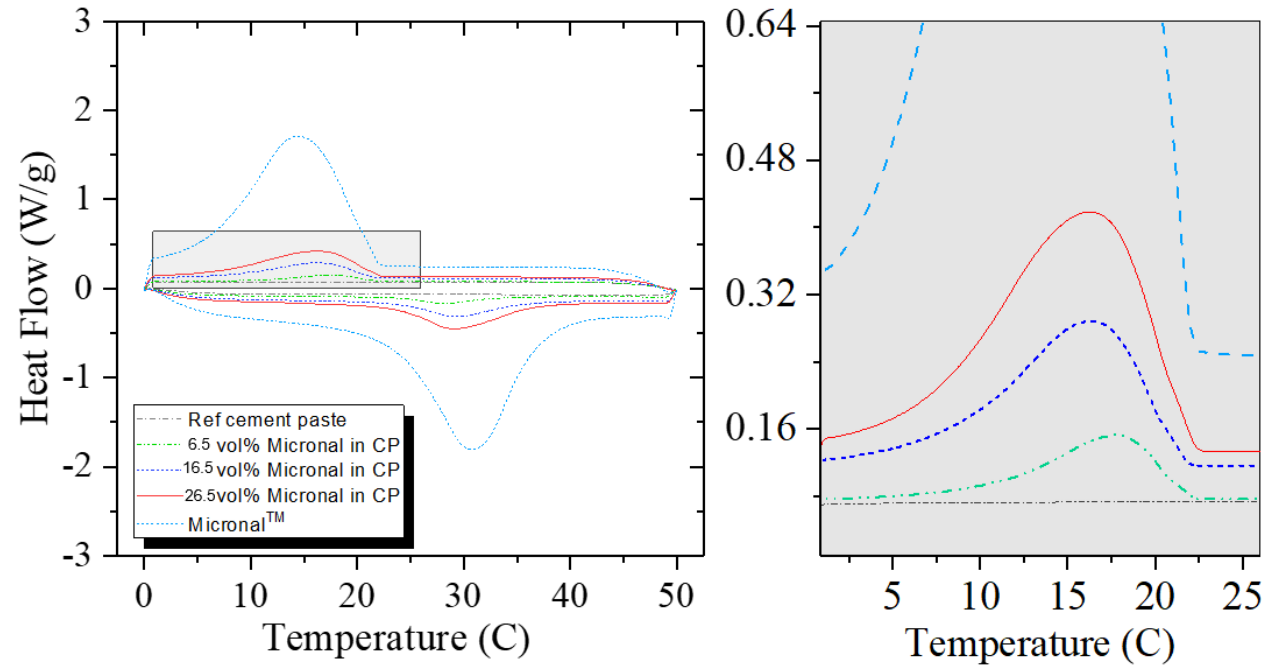 3
2
1
0
-1
-2
-3
Heat Flow (W/g)
Ref cement paste
6.5 vol% Micronal in CP
16.5 vol% Micronal in CP
26.5 vol% Micronal in CP
Micronal™
0 10 20 30 40 50
Temperature (C)
0.64
0.48
0.32
0.16
5 10 15 20 25
Temperature (C)